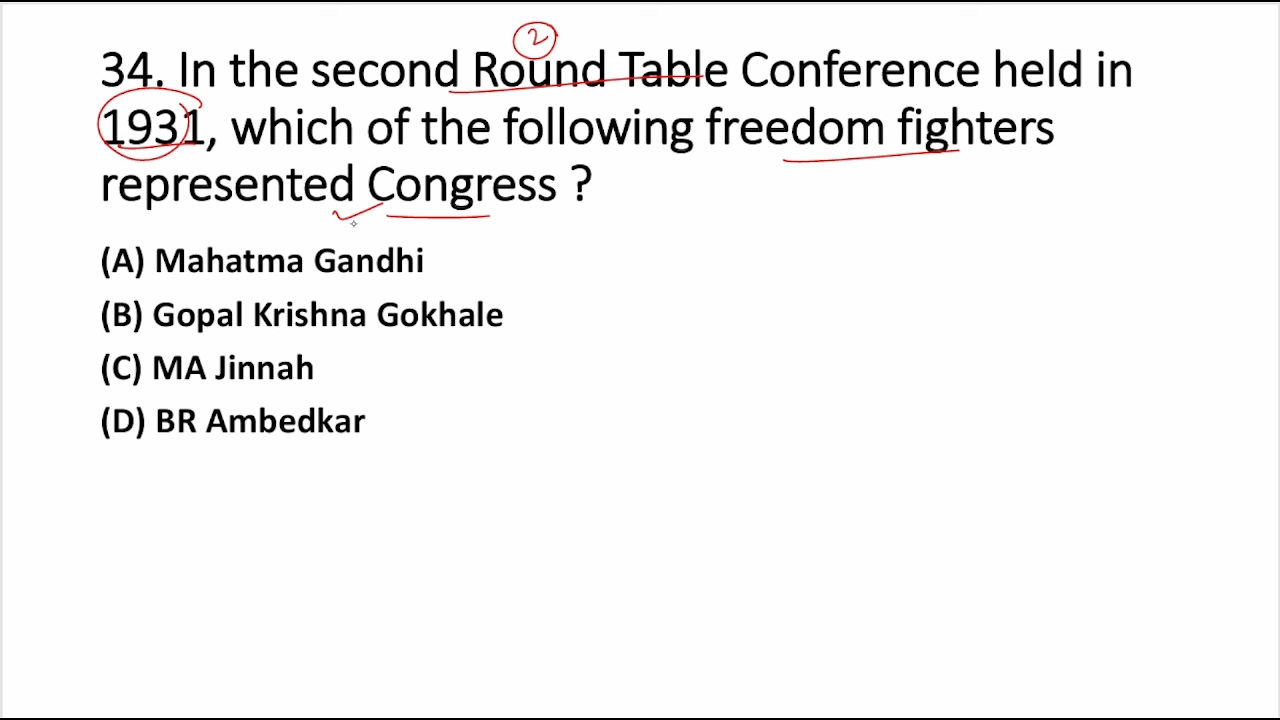 2
34. In the second Round Table Conference held in
1931, which of the following freedom fighters
represented Congress ?
(A) Mahatma Gandhi
(B) Gopal Krishna Gokhale
(C) MA Jinnah
(D) BR Ambedkar